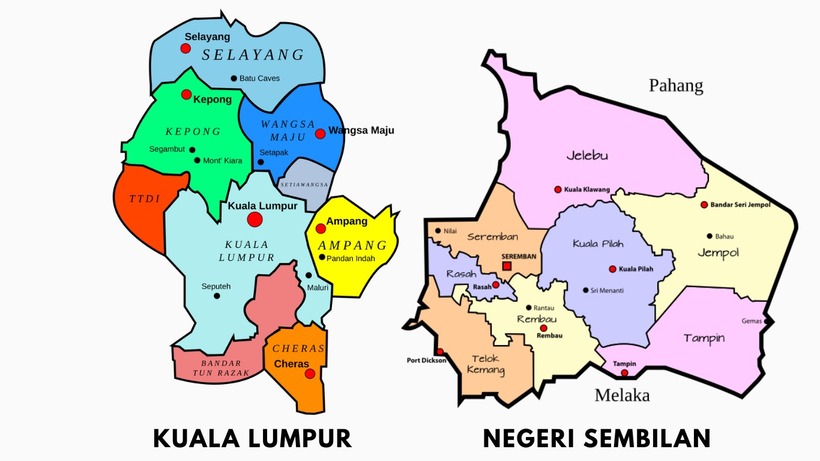 Selayang
SELAYANG
Batu Caves
Kepong
WANGSA
MAJU
Wangsa Maju
KEPONG
Segambut
Mont' Kiara
Setapak
SETIAWANGSA
TTDI
Kuala Lumpur
Ampang
KUALA
LUMPUR
AMPANG
Pandan Indah
Seputeh
Maluri
CHERAS
Cheras
BANDAR
TUN RAZAK
KUALA LUMPUR
Pahang
Jelebu
Kuala Klawang
Bandar Seri Jempol
Nilai
Seremban
Kuala Pilah
Bahau
Jempol
SEREMBAN
Rasah
Kuala Pilah
Rasah
Sri Menanti
Rantau
Rembau
Gemas
Rembau
Tampin
Port Dickson
Telok
Kemang
Tampin
Melaka
NEGERI SEMBILAN